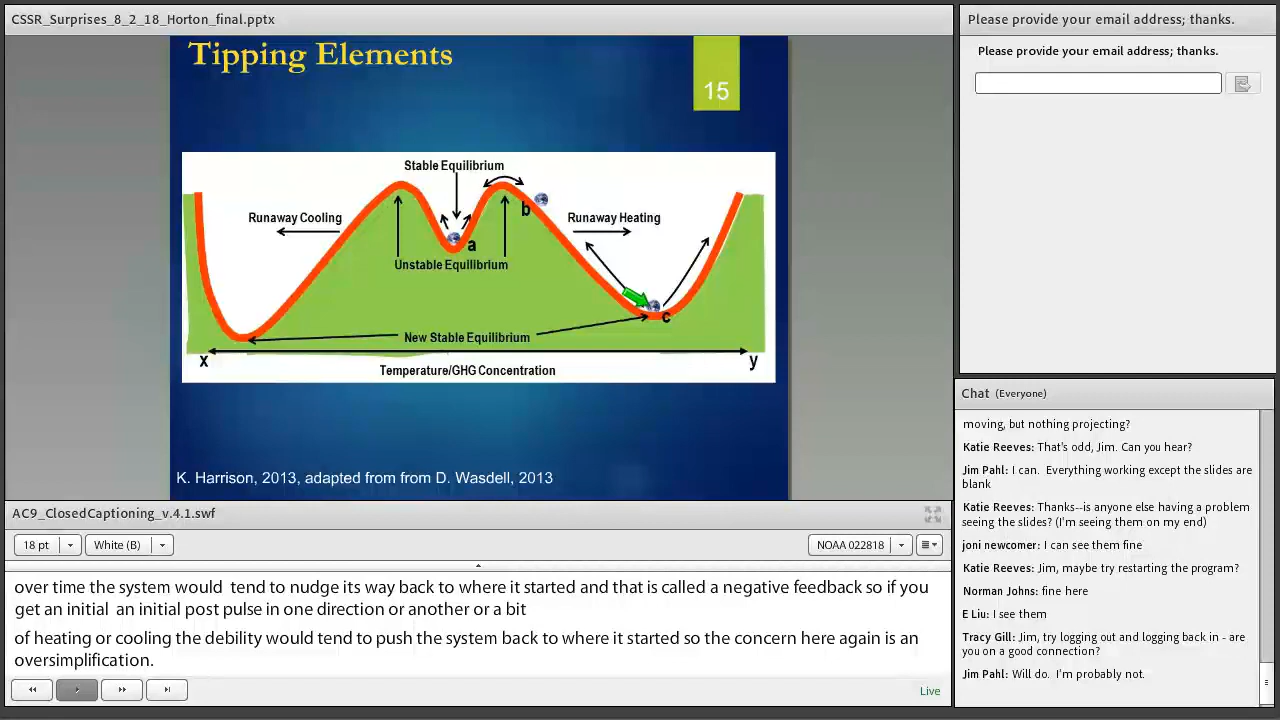 CSSR_Surprises_8_2_18_Horton_final.pptx
Tipping Elements
15
Stable Equilibrium
Runaway Cooling
b
Runaway Heating
a
Unstable Equilibrium
c
New Stable Equilibrium
x
y
Temperature/GHG Concentration
K. Harrison, 2013, adapted from from D. Wasdell, 2013
AC9_ClosedCaptioning_v.4.1.swf
18 pt
White (B)
NOAA 022818
over time the system would tend to nudge its way back to where it started and that is called a negative feedback so if you
get an initial an initial post pulse in one direction or another or a bit
of heating or cooling the debility would tend to push the system back to where it started so the concern here again is an
oversimplification.
Live
Please provide your email address; thanks.
Please provide your email address; thanks.
Chat (Everyone)
moving, but nothing projecting?
Katie Reeves: That's odd, Jim. Can you hear?
Jim Pahl: I can. Everything working except the slides are
blank
Katie Reeves: Thanks--is anyone else having a problem
seeing the slides? (I'm seeing them on my end)
joni newcomer: I can see them fine
Katie Reeves: Jim, maybe try restarting the program?
Norman Johns: fine here
E Liu: I see them
Tracy Gill: Jim, try logging out and logging back in - are
you on a good connection?
Jim Pahl: Will do. I'm probably not.